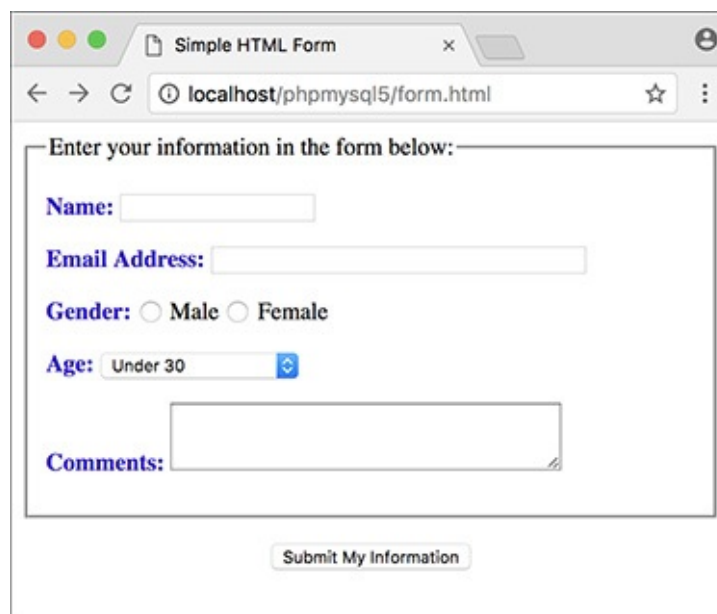 Simple HTML Form
localhost/phpmysql5/form.html
Enter your information in the form below:
Name:
Email Address:
Gender: Male Female
Age: Under 30
Comments:
Submit My Information